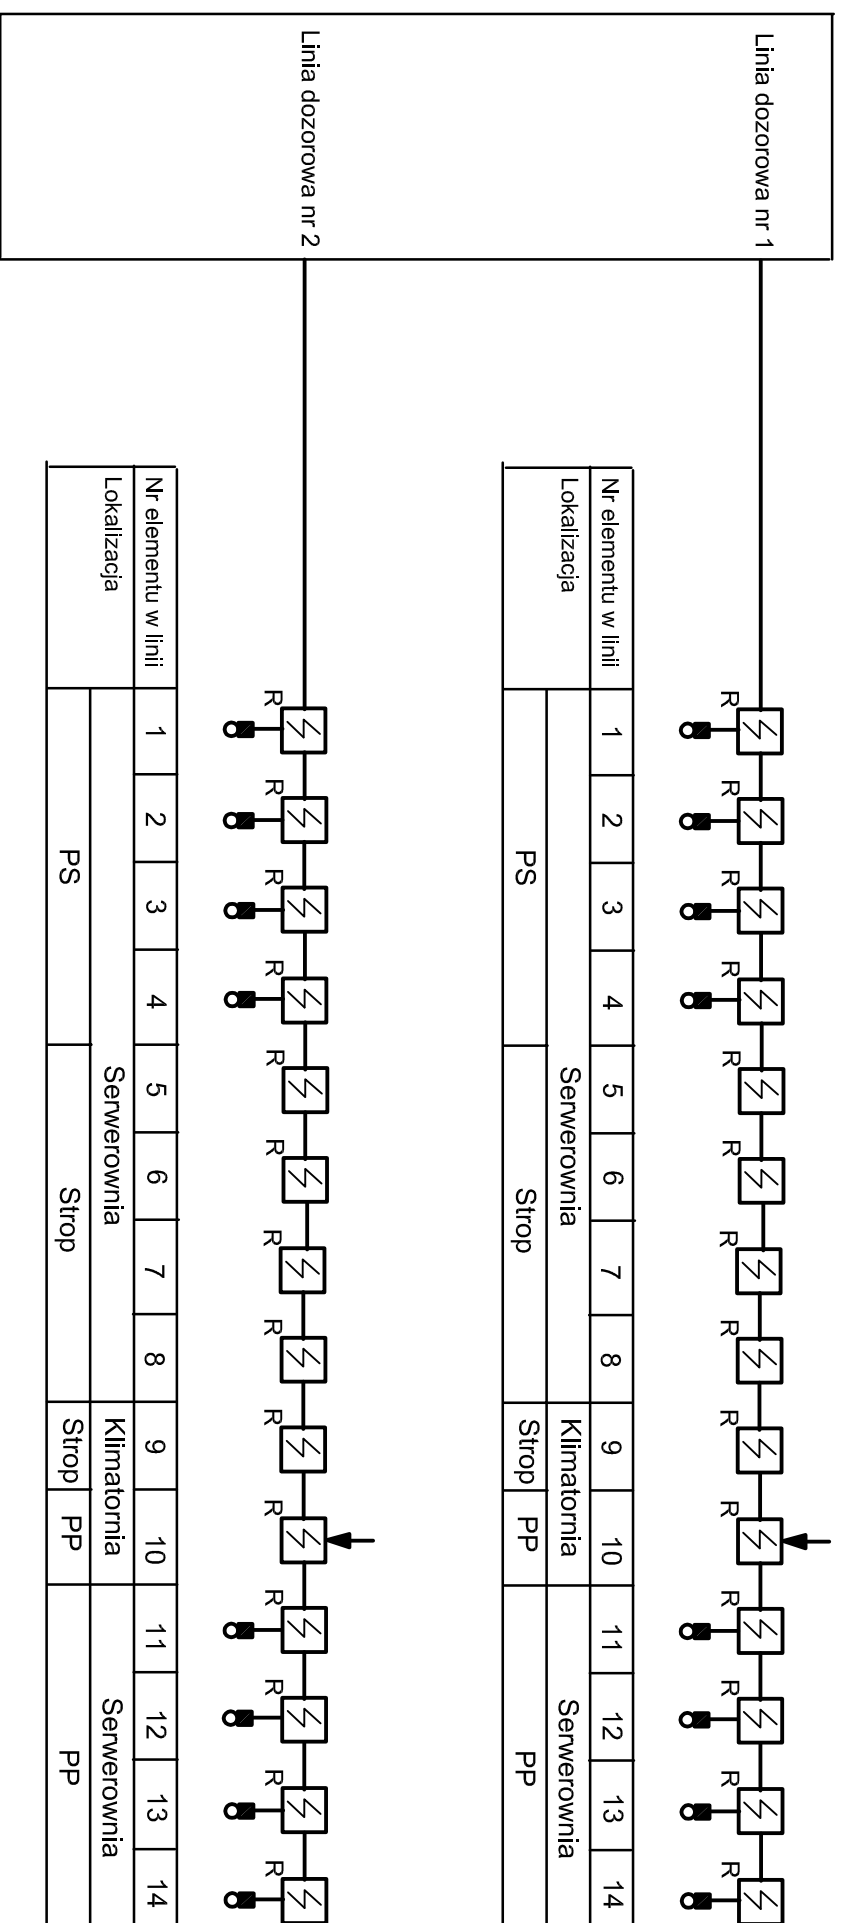 Linia dozorowa nr 1
R R R R R R R R R R R R R R
Nr elementu w linii 1 2 3 4 5 6 7 8 9 10 11 12 13 14
Lokalizacja Serwerownia Klimatornia Serwerownia
PS Strop Strop PP PP
Linia dozorowa nr 2
R R R R R R R R R R R R R R
Nr elementu w linii 1 2 3 4 5 6 7 8 9 10 11 12 13 14
Lokalizacja Serwerownia Klimatornia Serwerownia
PS Strop Strop PP PP